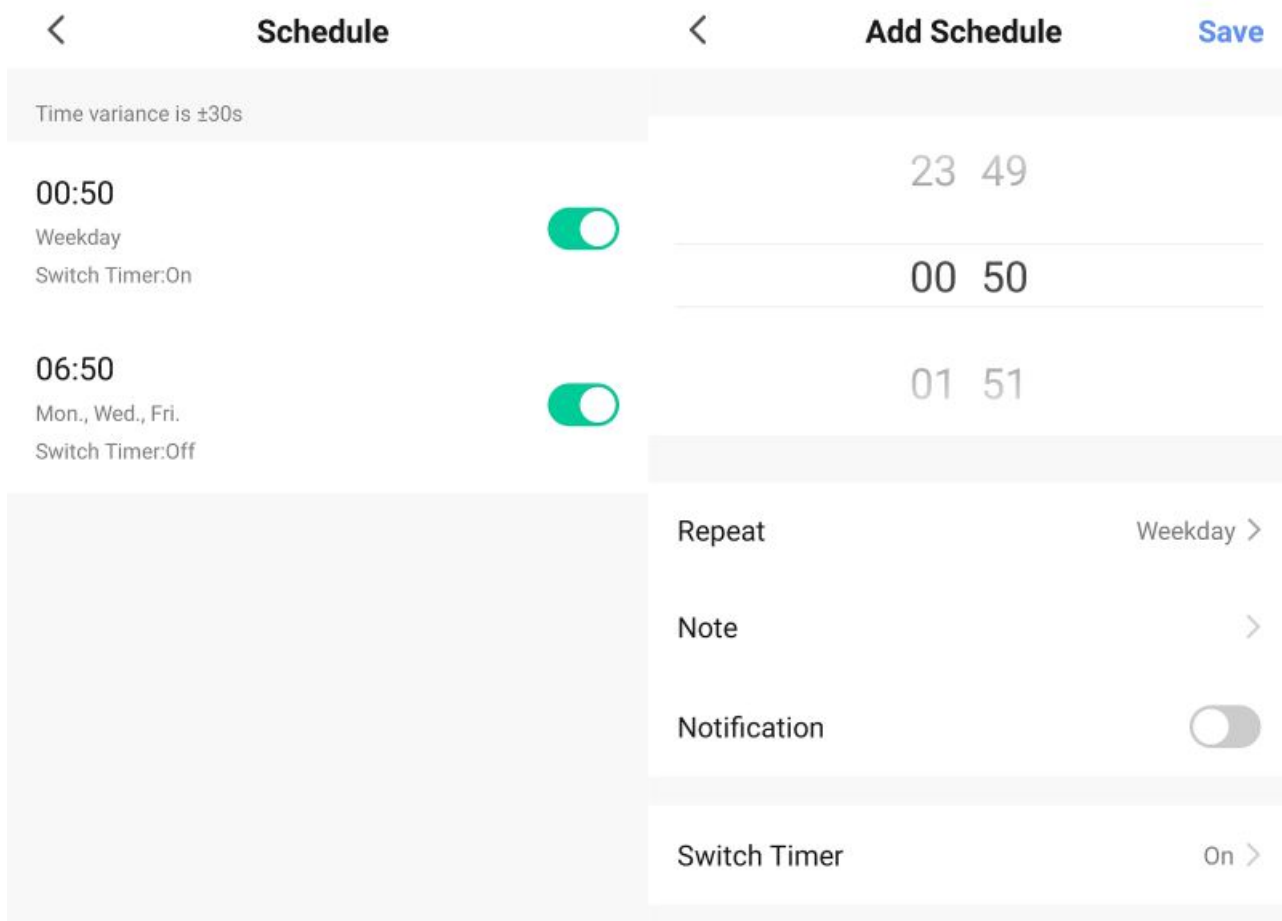 Schedule
Time variance is ±30s
00:50
Weekday
Switch Timer:On
06:50
Mon., Wed., Fri.
Switch Timer:Off
Add Schedule
Save
23 49
00 50
01 51
Repeat
Weekday
Note
Notification
Switch Timer
On